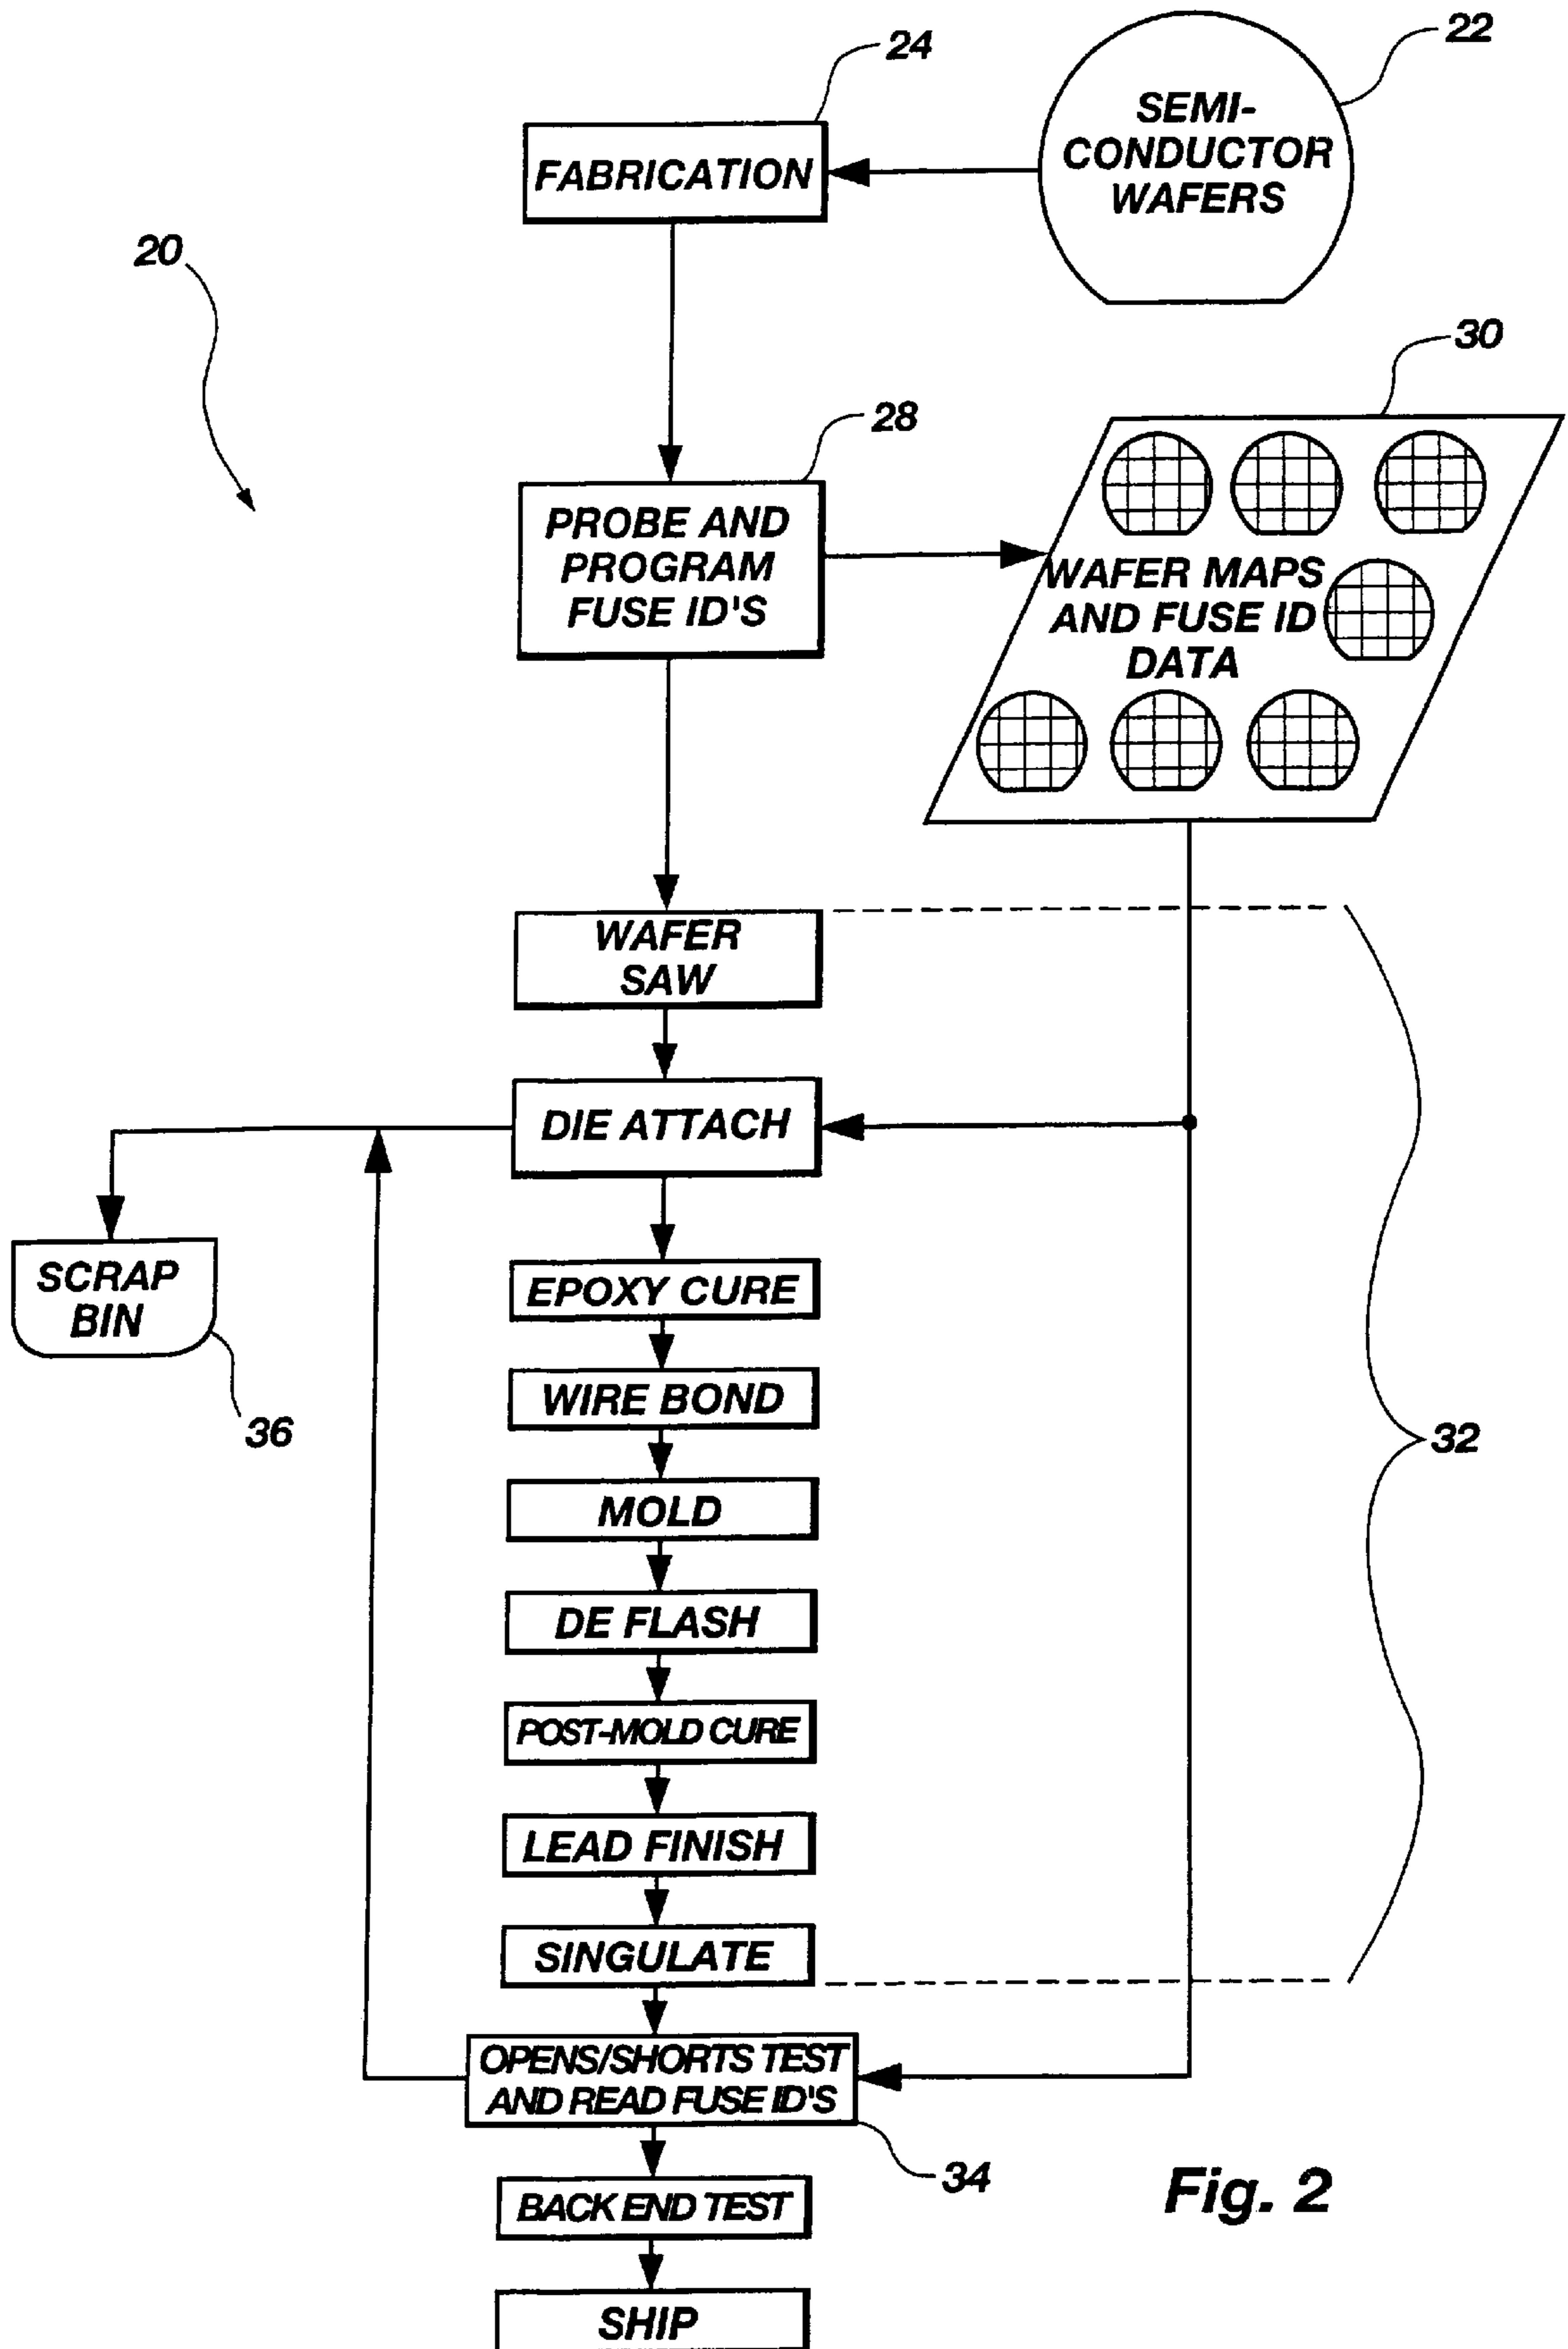 24
22
SEMI-
CONDUCTOR
WAFERS
FABRICATION
20
30
28
PROBE AND
PROGRAM
FUSE ID'S
WAFER MAPS
AND FUSE ID
DATA
WAFER
SAW
DIE ATTACH
SCRAP
BIN
36
EPOXY CURE
WIRE BOND
32
MOLD
DE FLASH
POST-MOLD CURE
LEAD FINISH
SINGULATE
OPENS/SHORTS TEST
AND READ FUSE ID'S
34
BACK END TEST
SHIP
Fig. 2